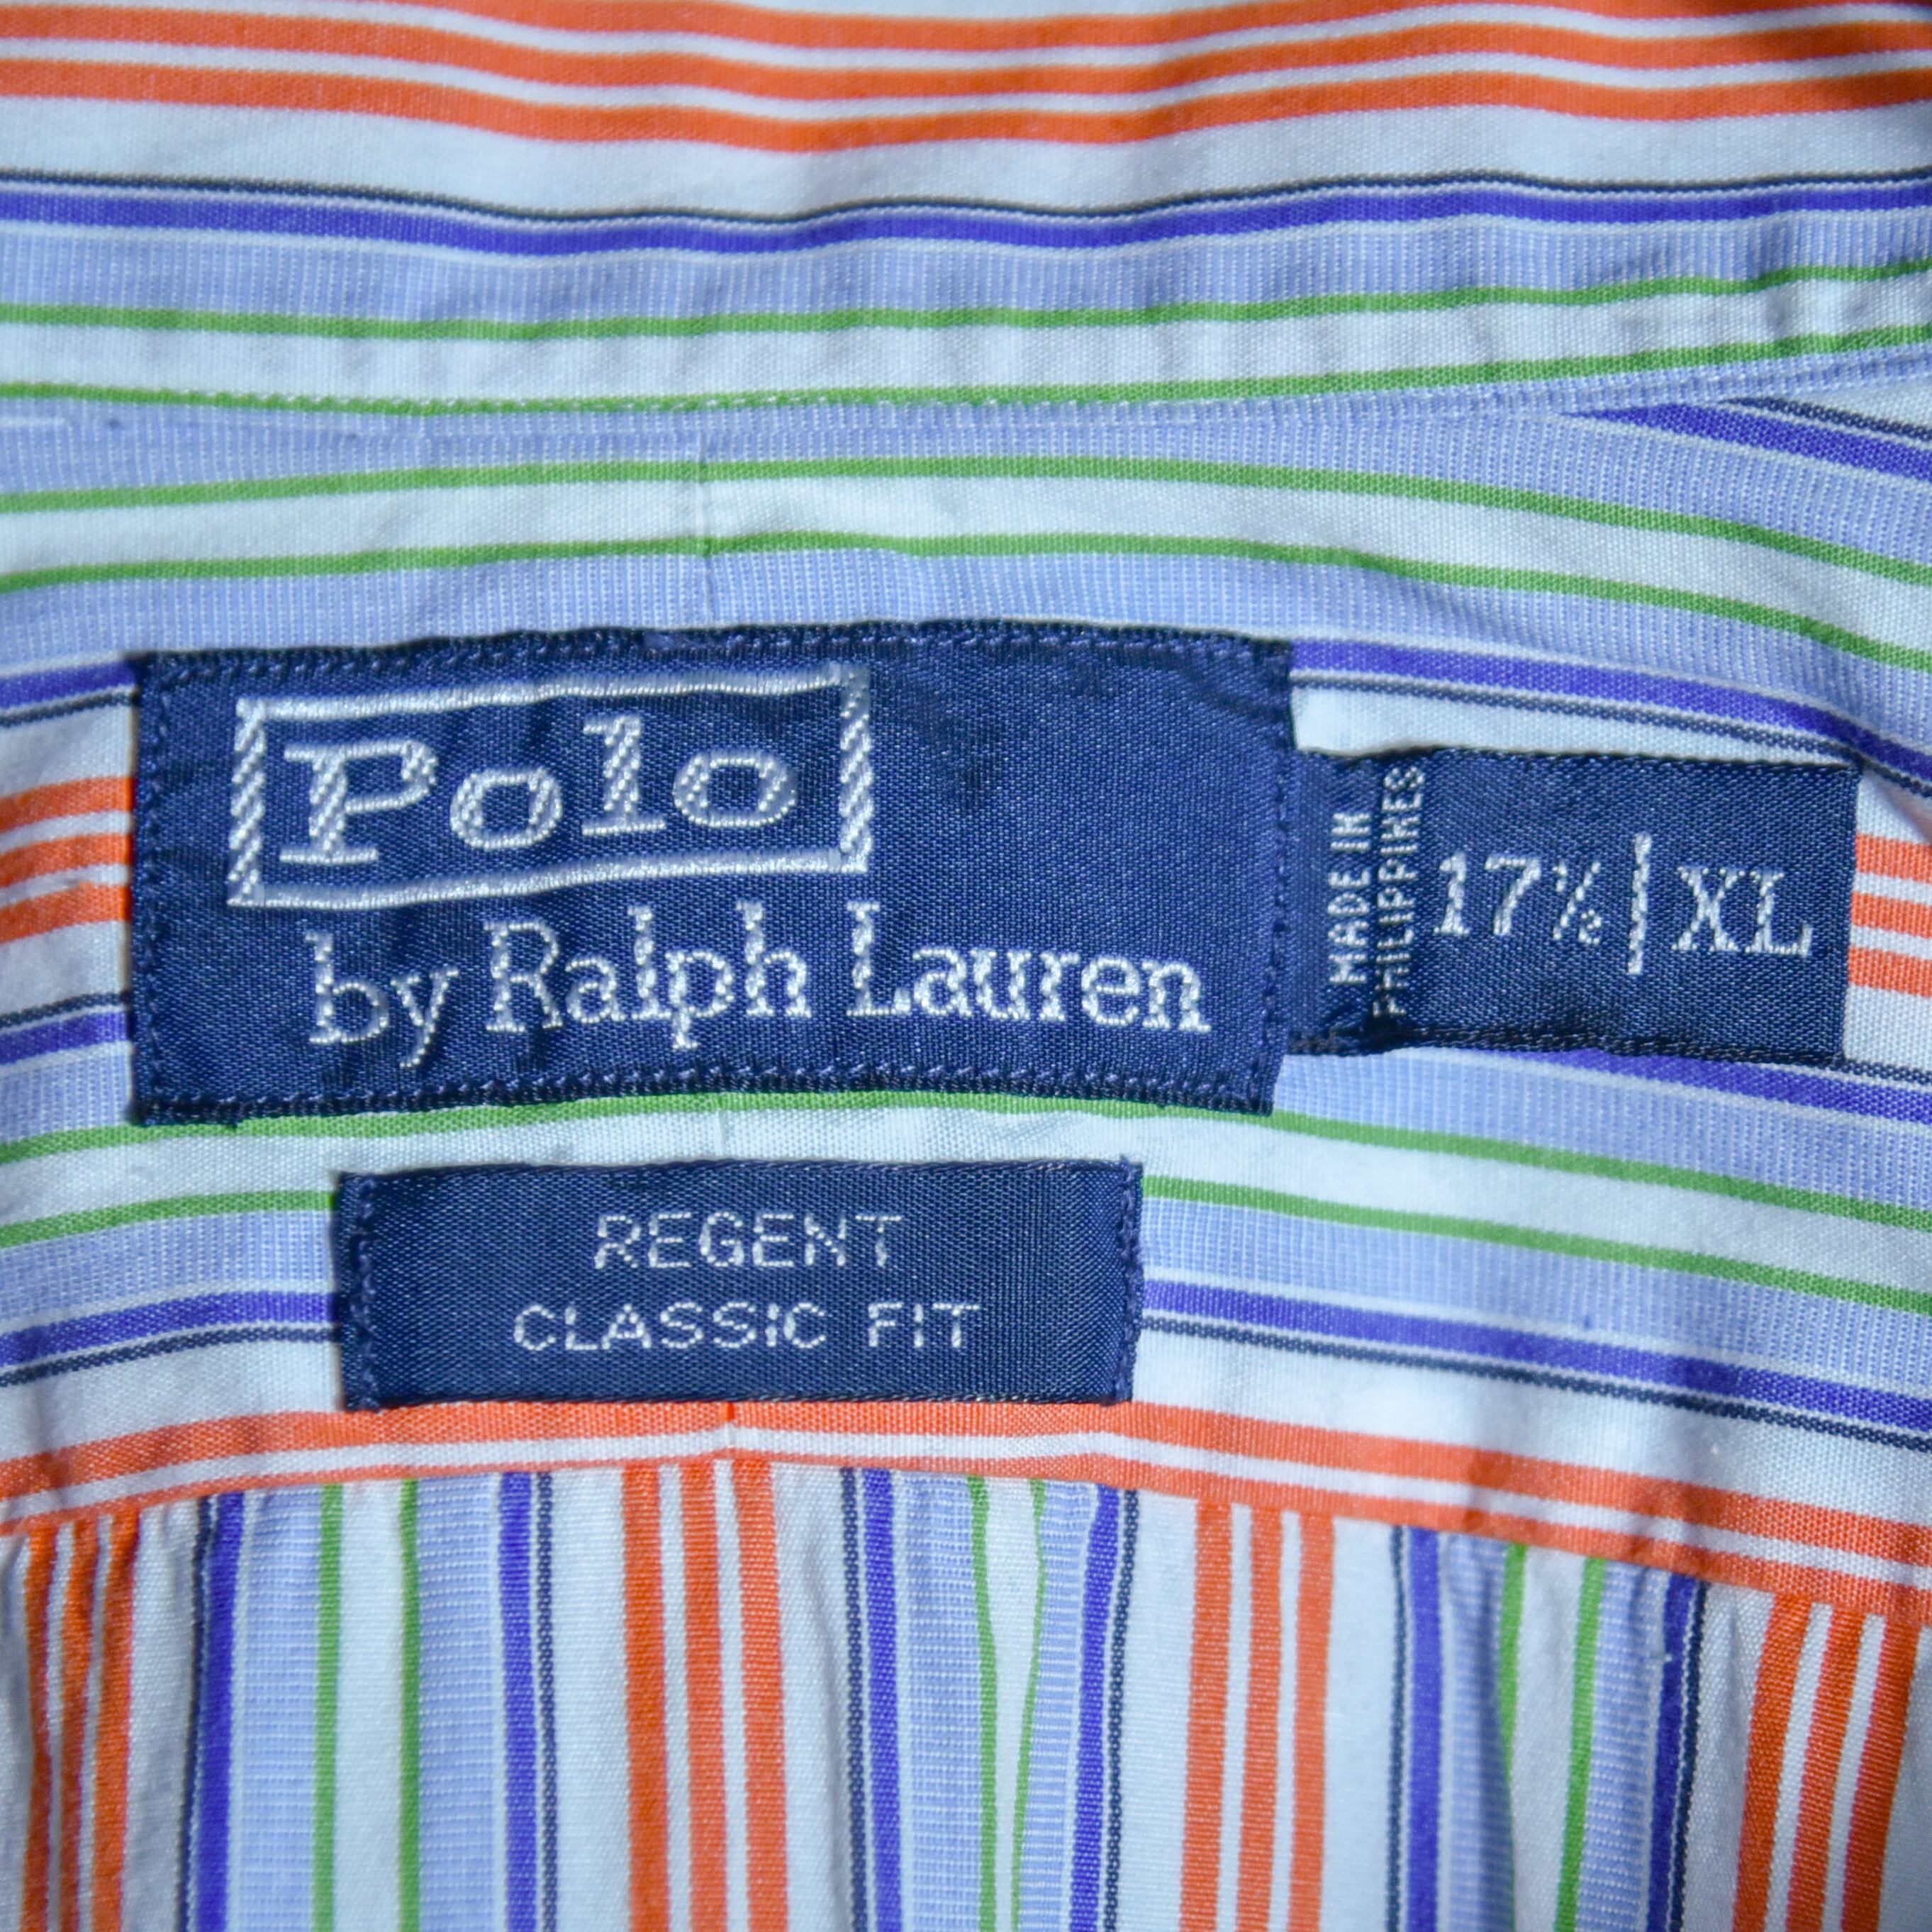 Polo
by Ralph Lauren
MADE IN
PHILIPPINES
17½ | XL
REGENT
CLASSIC FIT